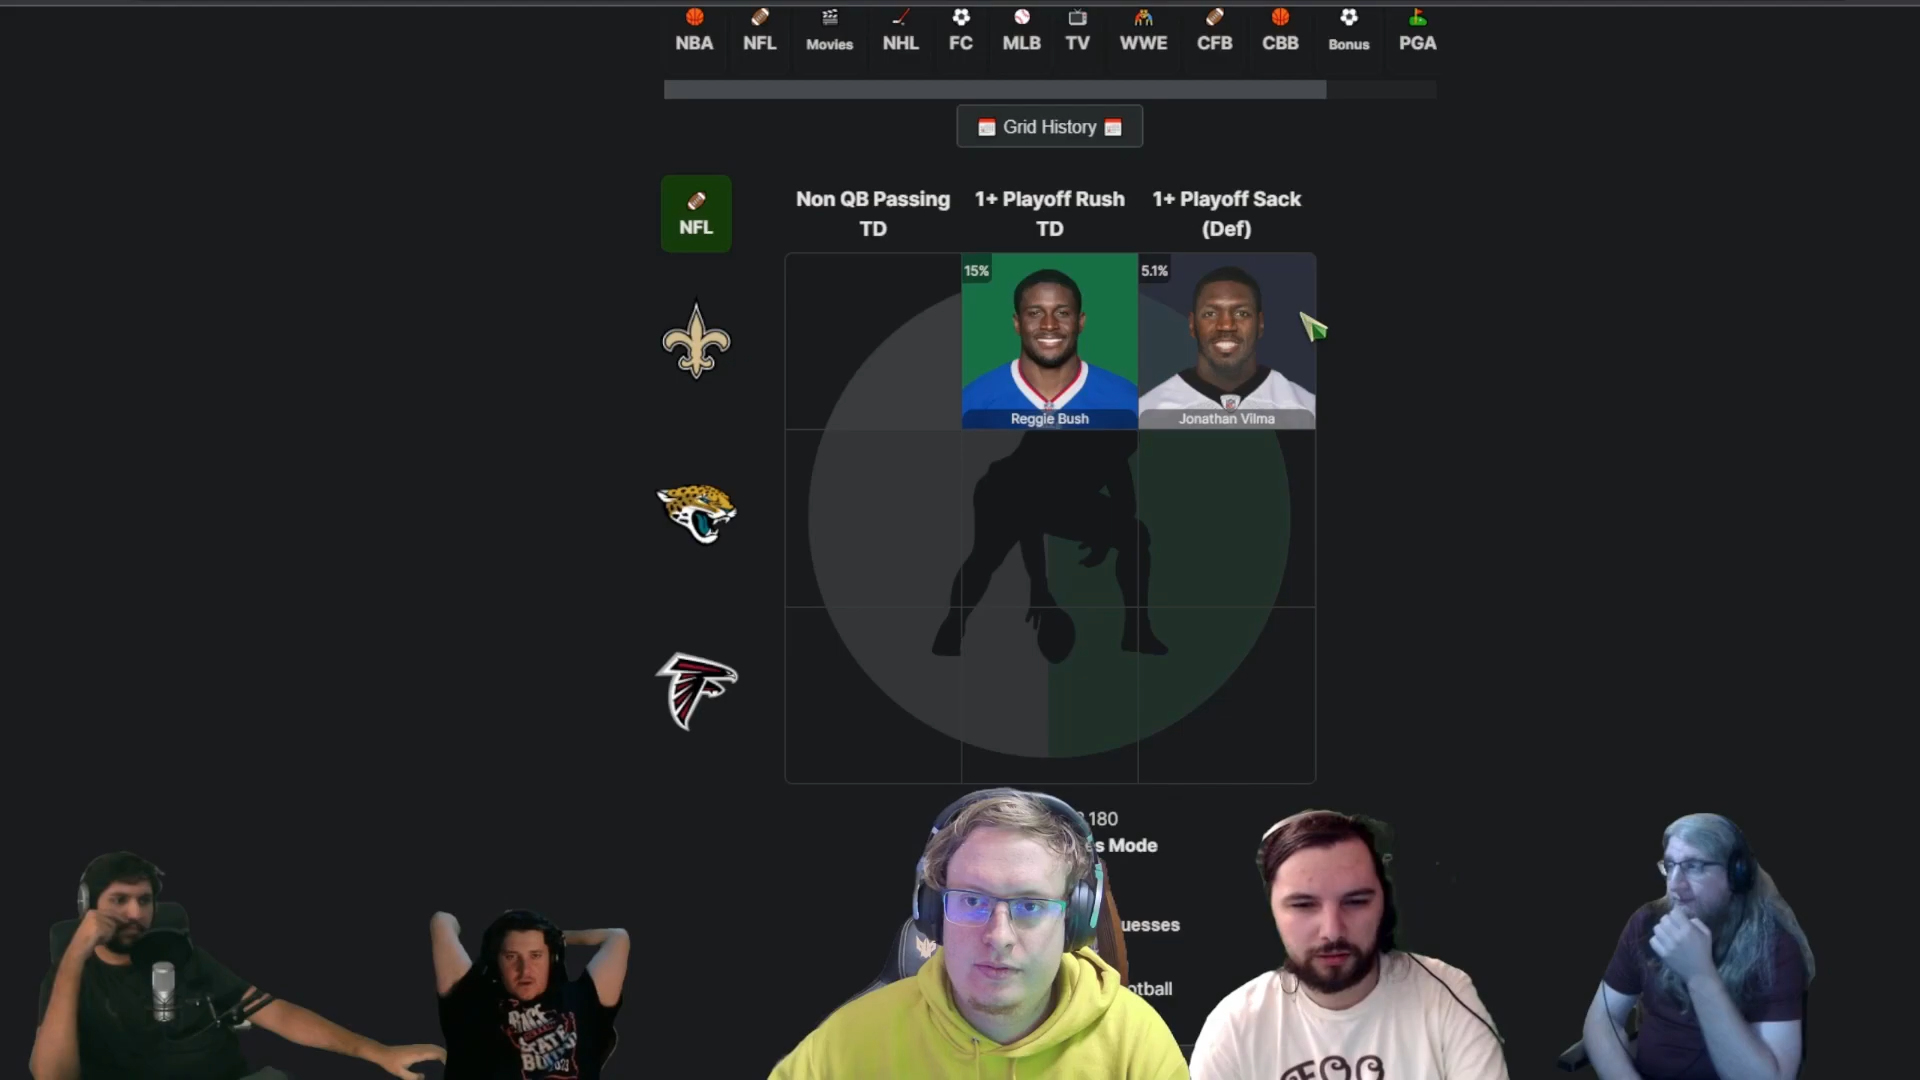 NBA NFL Movies NHL FC MLB TV WWE CFB CBB Bonus PGA
Grid History
NFL
Non QB Passing TD
1+ Playoff Rush TD
1+ Playoff Sack (Def)
15%
5.1%
Reggie Bush
Jonathan Vilma
180
s Mode
uesses
otball